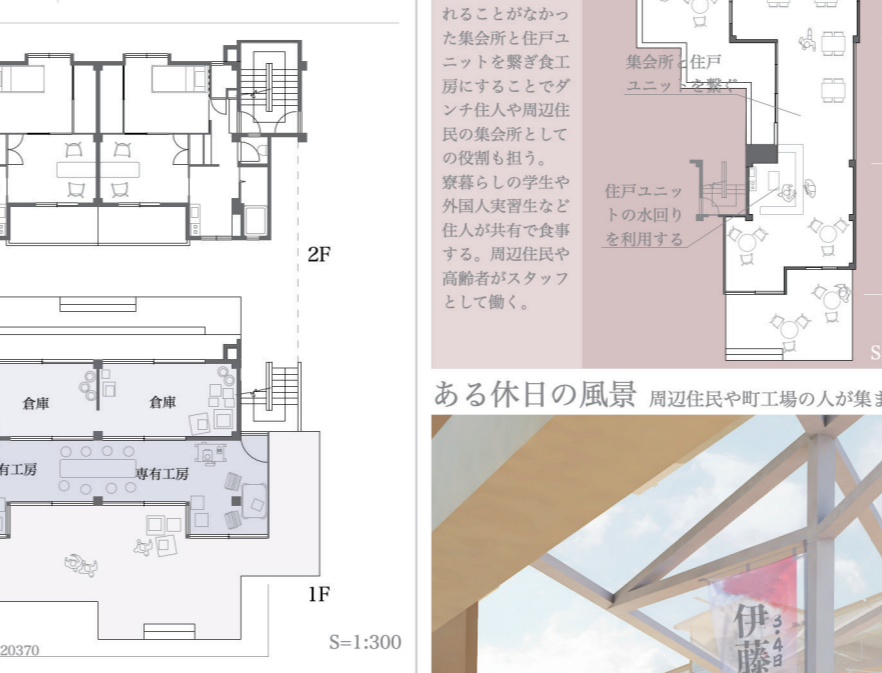 2F
倉庫
倉庫
有工房
専有工房
1F
20370
S=1:300
れることがなかっ
た集会所と住戸ユ
ニットを繋ぎ食工
房にすることでダ
ンチ住人や周辺住
民の集会所として
の役割も担う。
寮暮らしの学生や
外国人実習生など
住人が共有で食事
する。周辺住民や
高齢者がスタッフ
として働く。
集会所と住戸
ユニットを繋ぐ
住戸ユニッ
トの水回り
を利用する
S
ある休日の風景 周辺住民や町工場の人が集ま
伊藤
3・4日